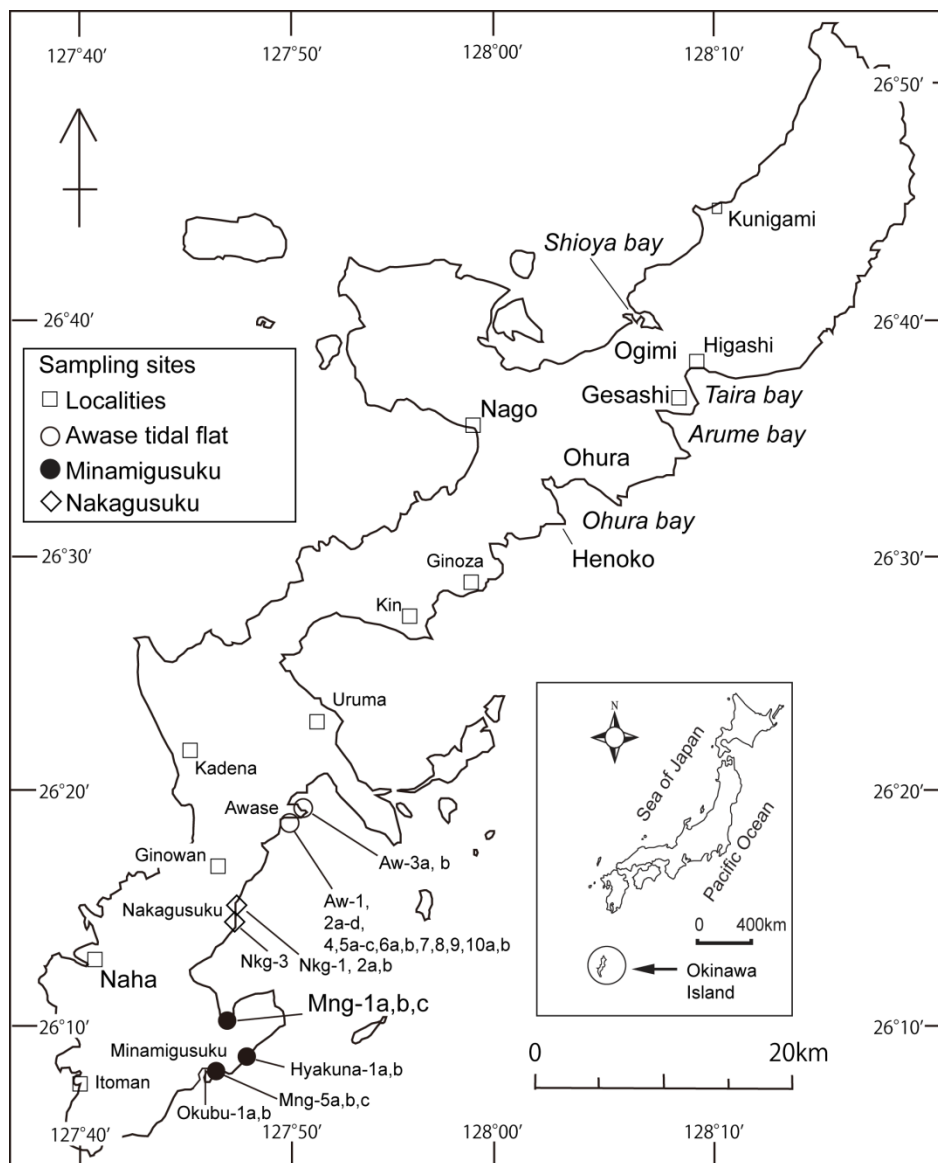 127°40′
127°50′
128°00′
128°10′
26°50′
Kunigami
Shioya bay
26°40′
26°40′
Ogimi
Higashi
Sampling sites
Localities
Awase tidal flat
Minamigusuku
Nakagusuku
Gesashi
Taira bay
Nago
Arume bay
Ohura
Ohura bay
26°30′
26°30′
Henoko
Ginoza
Kin
Uruma
Kadena
N
Sea of Japan
Pacific Ocean
0 400km
Okinawa
Island
26°20′
26°20′
Awase
Aw-3a, b
Ginowan
Aw-1,
2a-d,
4,5a-c,6a,b,7,8,9,10a,b
Nakagusuku
Nkg-3
Nkg-1, 2a,b
Naha
Mng-1a,b,c
26°10′
26°10′
Minamigusuku
Hyakuna-1a,b
Itoman
Mng-5a,b,c
Okubu-1a,b
0 20km
127°40′
127°50′
128°00′
128°10′